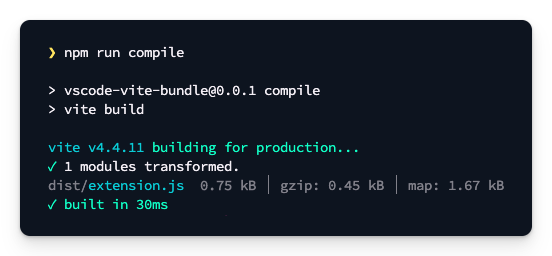 ❯ npm run compile
> vscode-vite-bundle@0.0.1 compile
> vite build
vite v4.4.11 building for production...
✓ 1 modules transformed.
dist/extension.js  0.75 kB │ gzip: 0.45 kB │ map: 1.67 kB
✓ built in 30ms